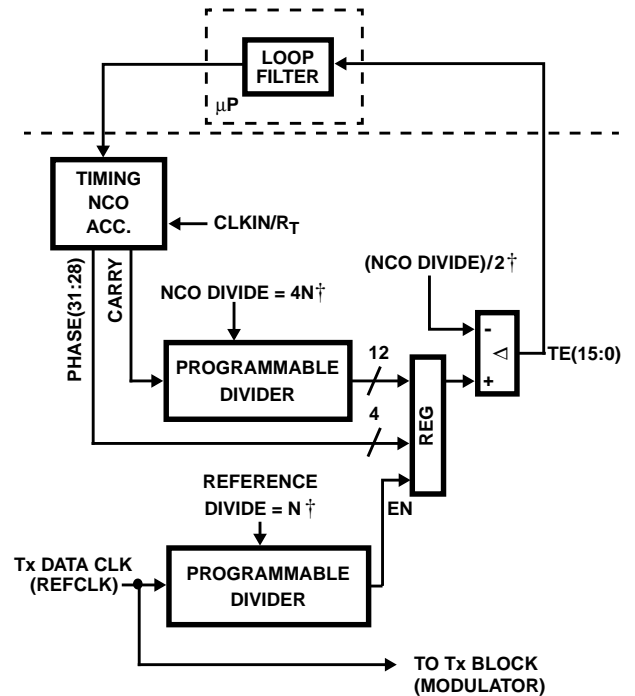 LOOP
FILTER
μP
TIMING
NCO
ACC.
CLKIN/RT
PHASE(31:28)
CARRY
NCO DIVIDE = 4N†
(NCO DIVIDE)/2†
PROGRAMMABLE
DIVIDER
12
4
REG
-
+
△
TE(15:0)
REFERENCE
DIVIDE = N†
EN
Tx DATA CLK
(REFCLK)
PROGRAMMABLE
DIVIDER
TO Tx BLOCK
(MODULATOR)